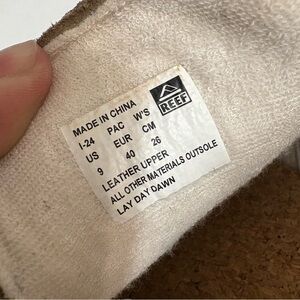 MADE IN CHINA
I-24 PAC W'S
US EUR CM
9 40 26
LEATHER UPPER
ALL OTHER MATERIALS OUTSOLE
LAY DAY DAWN
REEF